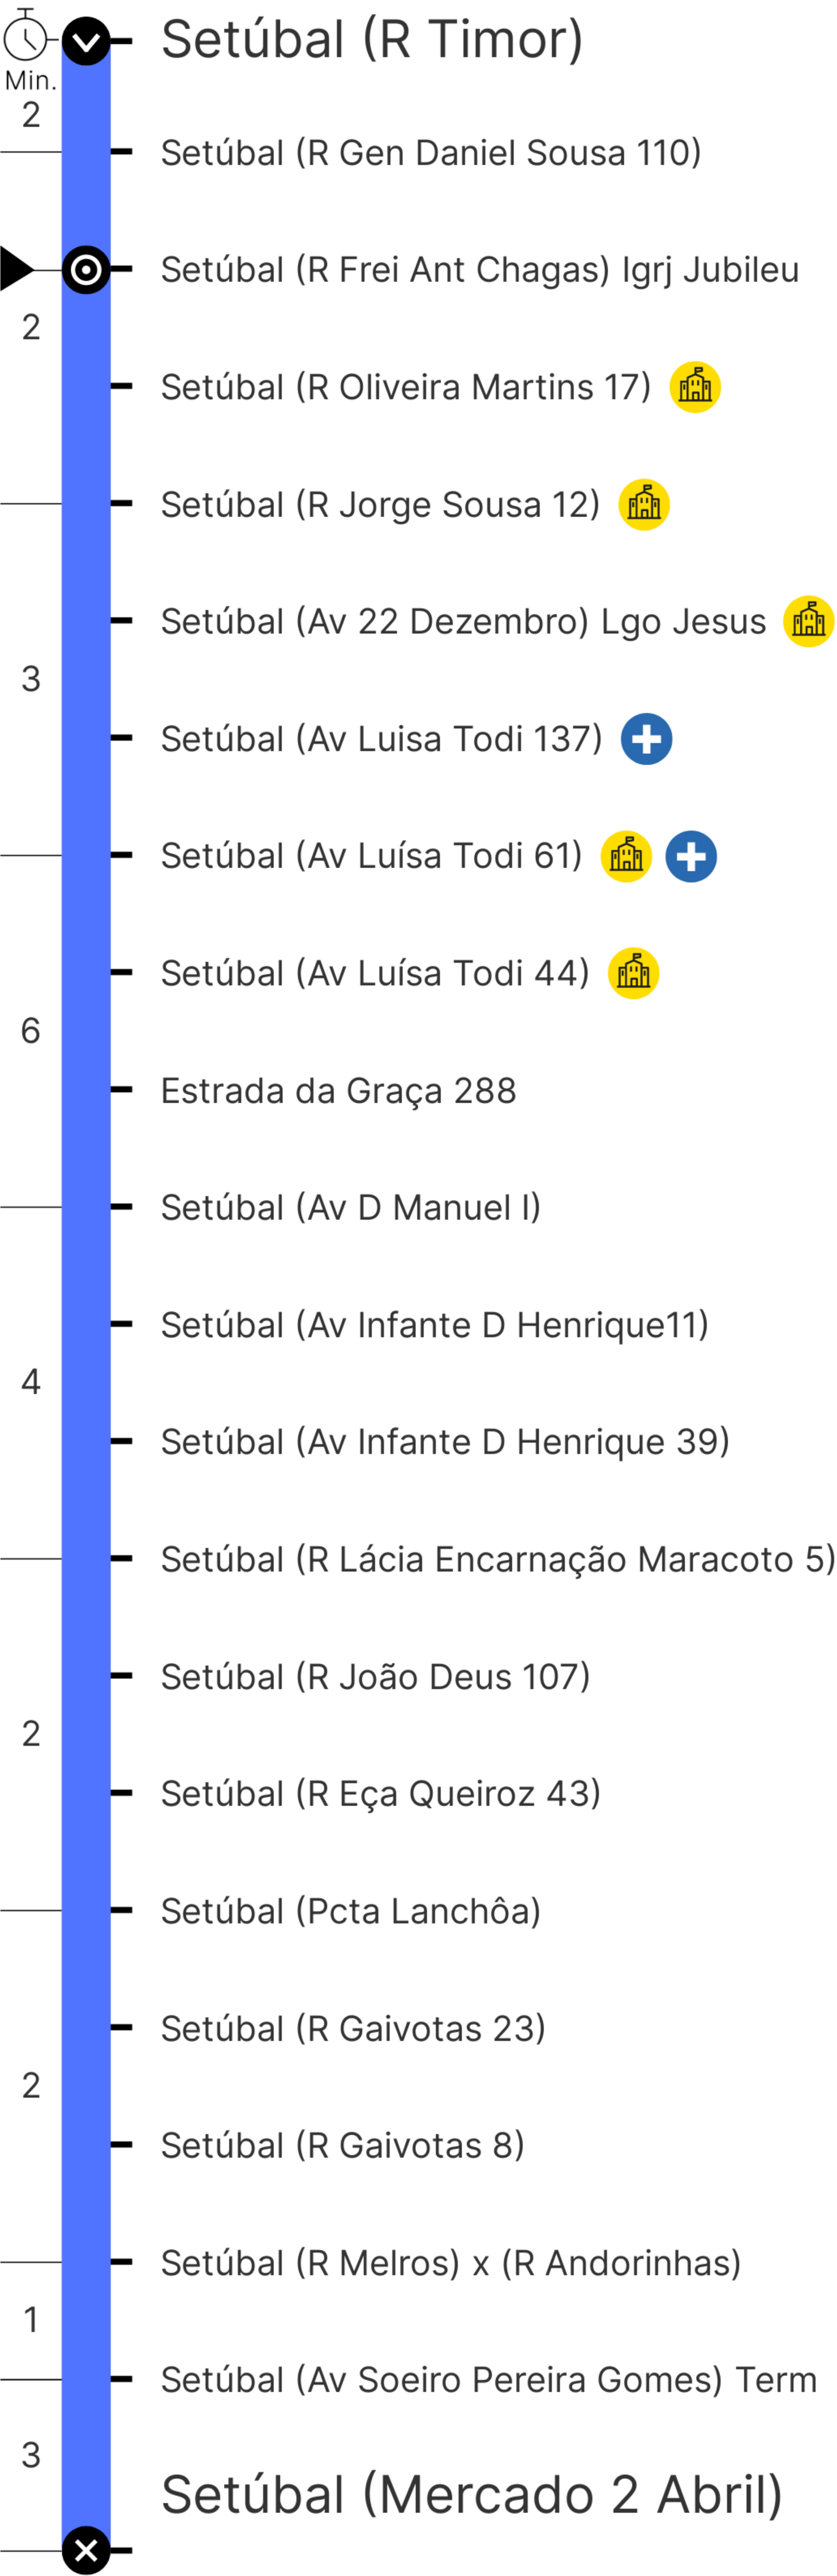 Setúbal (R Timor)
Min.
2
Setúbal (R Gen Daniel Sousa 110)
Setúbal (R Frei Ant Chagas) Igrj Jubileu
2
Setúbal (R Oliveira Martins 17)
Setúbal (R Jorge Sousa 12)
Setúbal (Av 22 Dezembro) Lgo Jesus
3
Setúbal (Av Luisa Todi 137)
Setúbal (Av Luísa Todi 61)
Setúbal (Av Luísa Todi 44)
6
Estrada da Graça 288
Setúbal (Av D Manuel I)
Setúbal (Av Infante D Henrique11)
4
Setúbal (Av Infante D Henrique 39)
Setúbal (R Lácia Encarnação Maracoto 5)
Setúbal (R João Deus 107)
2
Setúbal (R Eça Queiroz 43)
Setúbal (Pcta Lanchôa)
Setúbal (R Gaivotas 23)
2
Setúbal (R Gaivotas 8)
Setúbal (R Melros) x (R Andorinhas)
1
Setúbal (Av Soeiro Pereira Gomes) Term
3
Setúbal (Mercado 2 Abril)